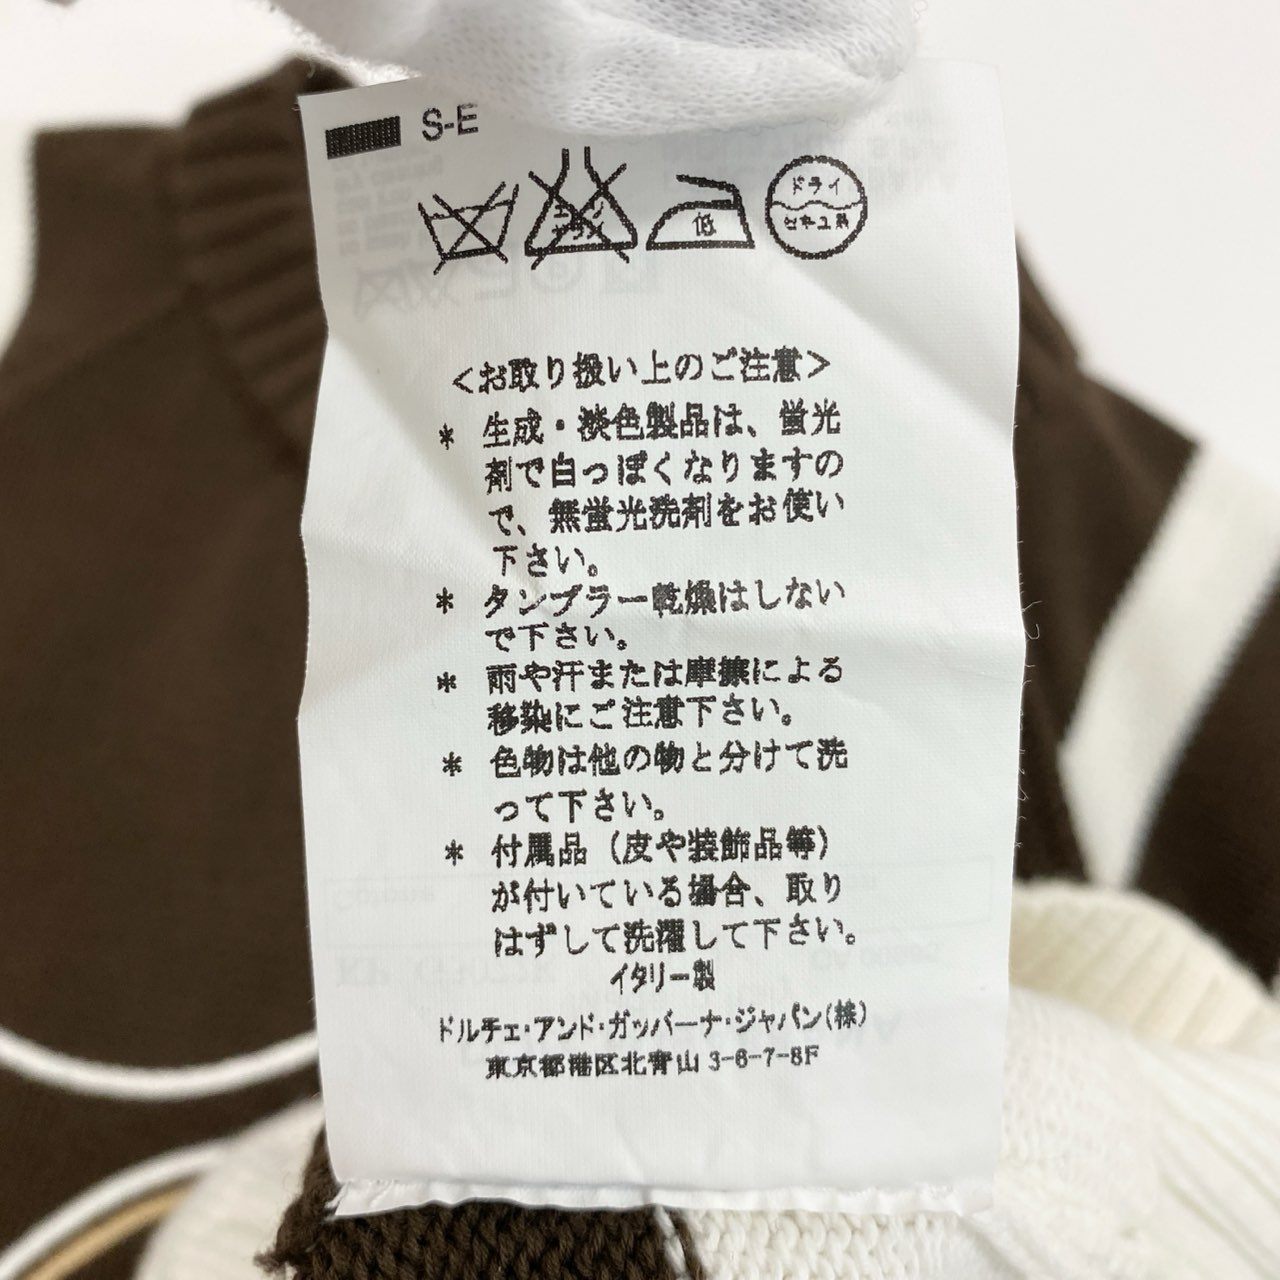 S-E
低
ドライ
セキユ系
<お取り扱い上のご注意>
* 生成・淡色製品は、蛍光
剤で白っぽくなりますの
で、無蛍光洗剤をお使い
下さい。
* タンブラー乾燥はしない
で下さい。
* 雨や汗または摩擦による
移染にご注意下さい。
* 色物は他の物と分けて洗
って下さい。
* 付属品（皮や装飾品等）
が付いている場合、取り
はずして洗濯して下さい。
イタリー製
ドルチェ・アンド・ガッバーナ・ジャパン(株)
東京都港区北青山3-6-7-8F